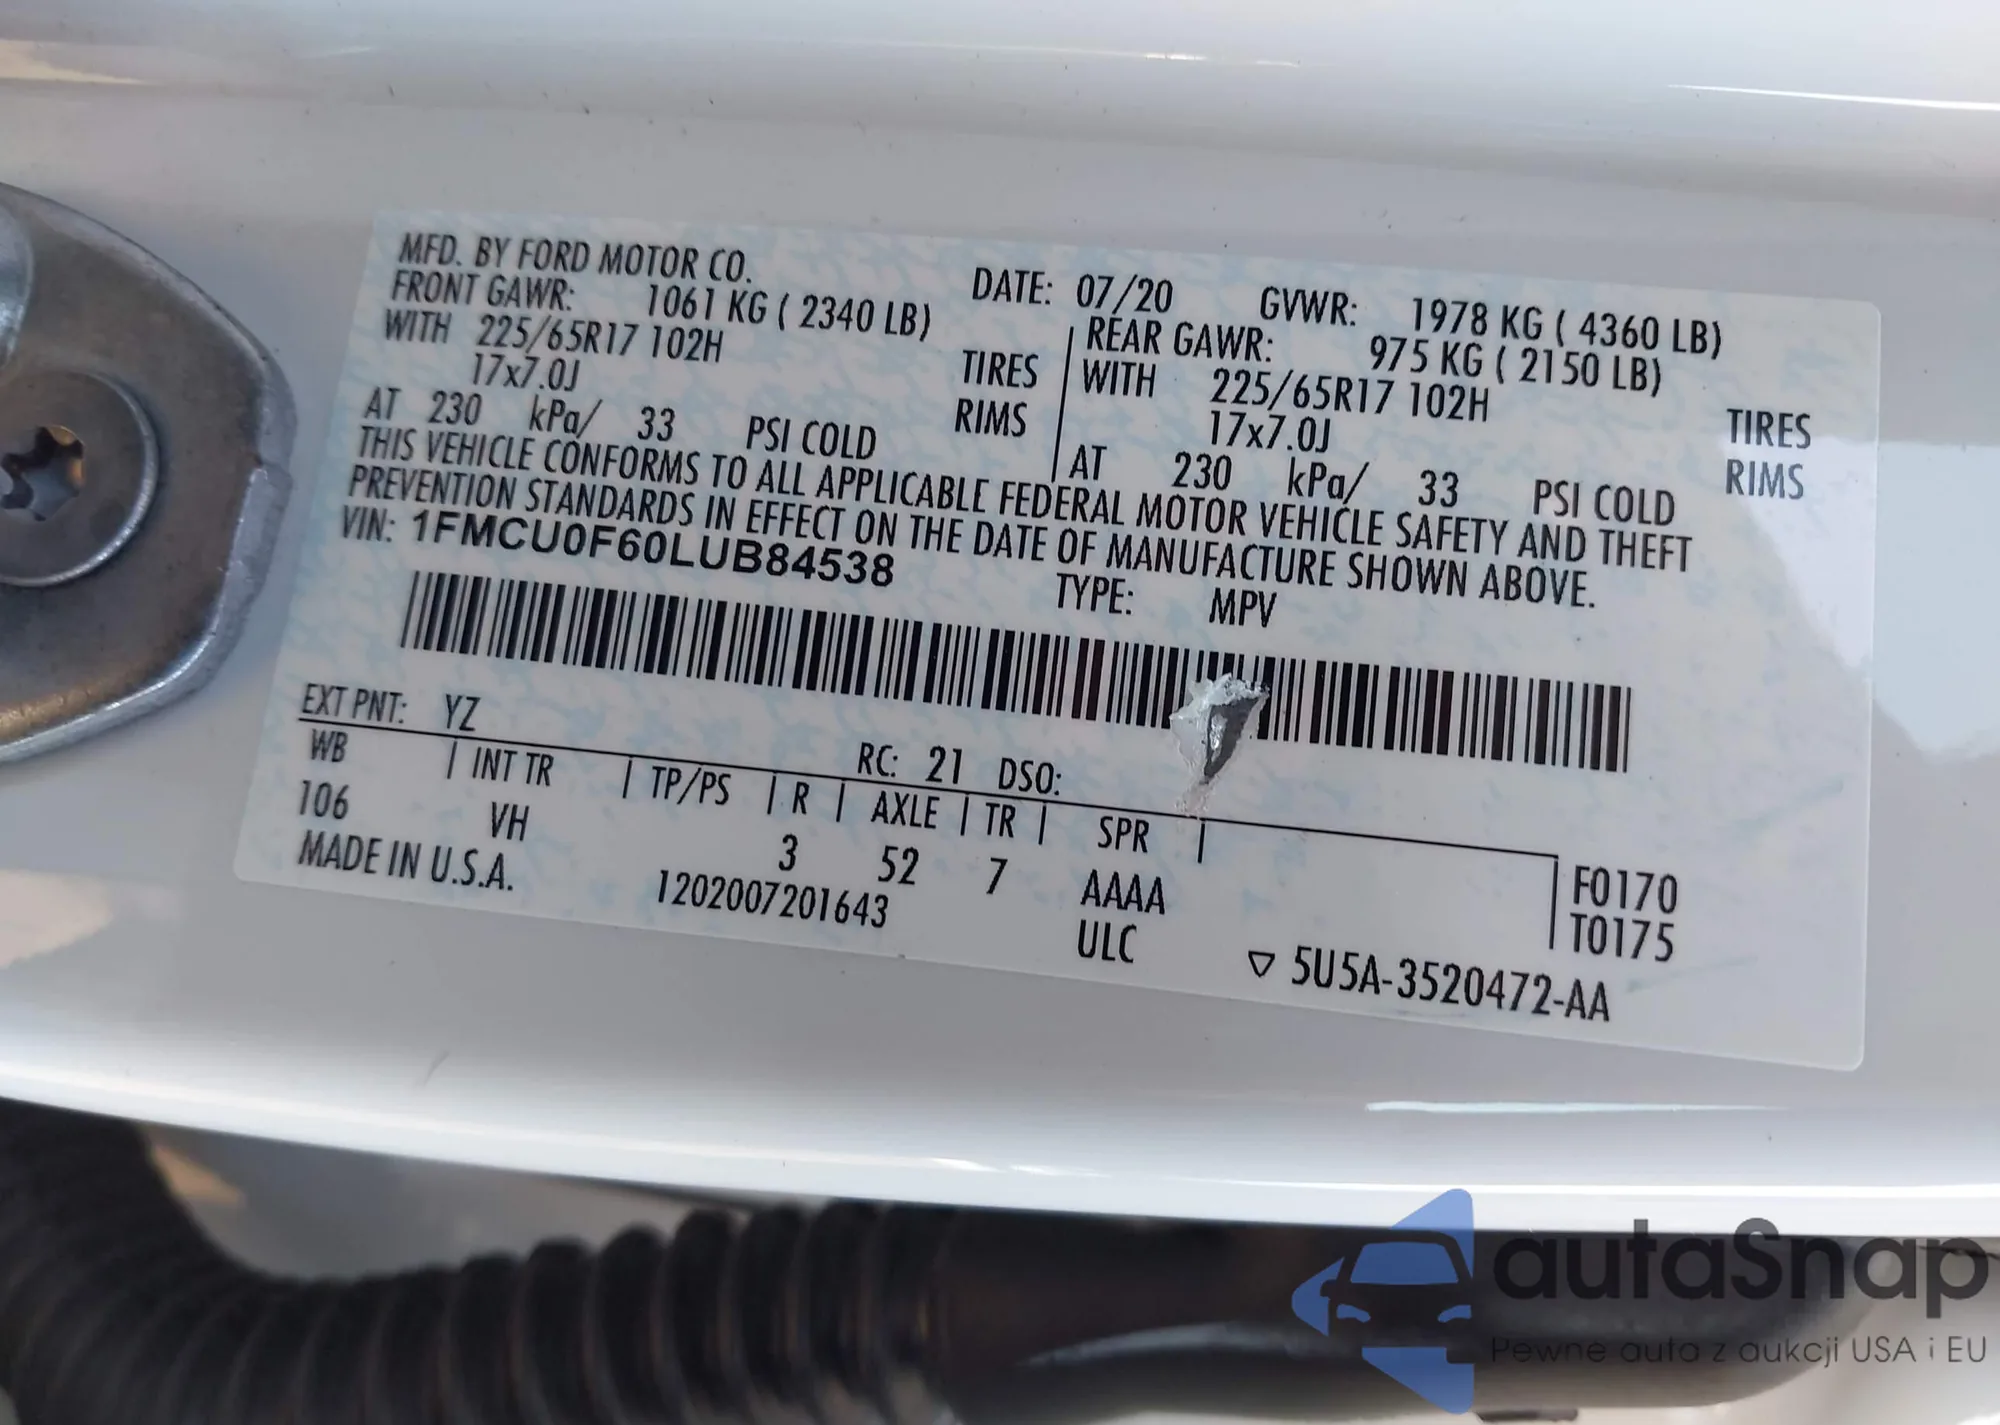 MFD. BY FORD MOTOR CO.
DATE: 07/20 GVWR: 1978 KG ( 4360 LB)
FRONT GAWR: 1061 KG ( 2340 LB) REAR GAWR: 975 KG ( 2150 LB)
WITH 225/65R17 102H TIRES WITH 225/65R17 102H TIRES
17x7.0J RIMS 17x7.0J RIMS
AT 230 kPa/ 33 PSI COLD AT 230 kPa/ 33 PSI COLD
THIS VEHICLE CONFORMS TO ALL APPLICABLE FEDERAL MOTOR VEHICLE SAFETY AND THEFT
PREVENTION STANDARDS IN EFFECT ON THE DATE OF MANUFACTURE SHOWN ABOVE.
VIN: 1FMCU0F60LUB84538 TYPE: MPV
EXT PNT: YZ RC: 21 DSO:
WB | INT TR | TP/PS | R | AXLE | TR | SPR |
106 VH 3 52 7 AAAA F0170
MADE IN U.S.A. 1202007201643 ULC T0175
▽ 5U5A-3520472-AA
autaSnap
Pewne auta z aukcji USA i EU